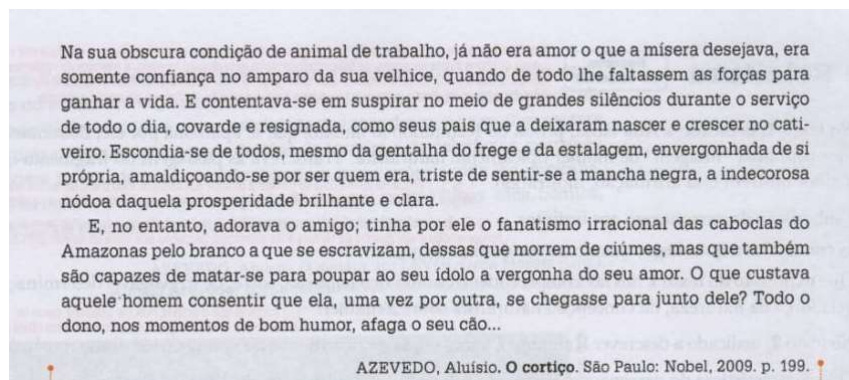 Na sua obscura condição de animal de trabalho, já não era amor o que a mísera desejava, era
somente confiança no amparo da sua velhice, quando de todo lhe faltassem as forças para
ganhar a vida. E contentava-se em suspirar no meio de grandes silêncios durante o serviço
de todo o dia, covarde e resignada, como seus pais que a deixaram nascer e crescer no cati-
veiro. Escondia-se de todos, mesmo da gentalha do frege e da estalagem, envergonhada de si
própria, amaldiçoando-se por ser quem era, triste de sentir-se a mancha negra, a indecorosa
nódoa daquela prosperidade brilhante e clara.
E, no entanto, adorava o amigo; tinha por ele o fanatismo irracional das caboclas do
Amazonas pelo branco a que se escravizam, dessas que morrem de ciúmes, mas que também
são capazes de matar-se para poupar ao seu ídolo a vergonha do seu amor. O que custava
aquele homem consentir que ela, uma vez por outra, se chegasse para junto dele? Todo o
dono, nos momentos de bom humor, afaga o seu cão...
AZEVEDO, Aluísio. O cortiço. São Paulo: Nobel, 2009. p. 199.